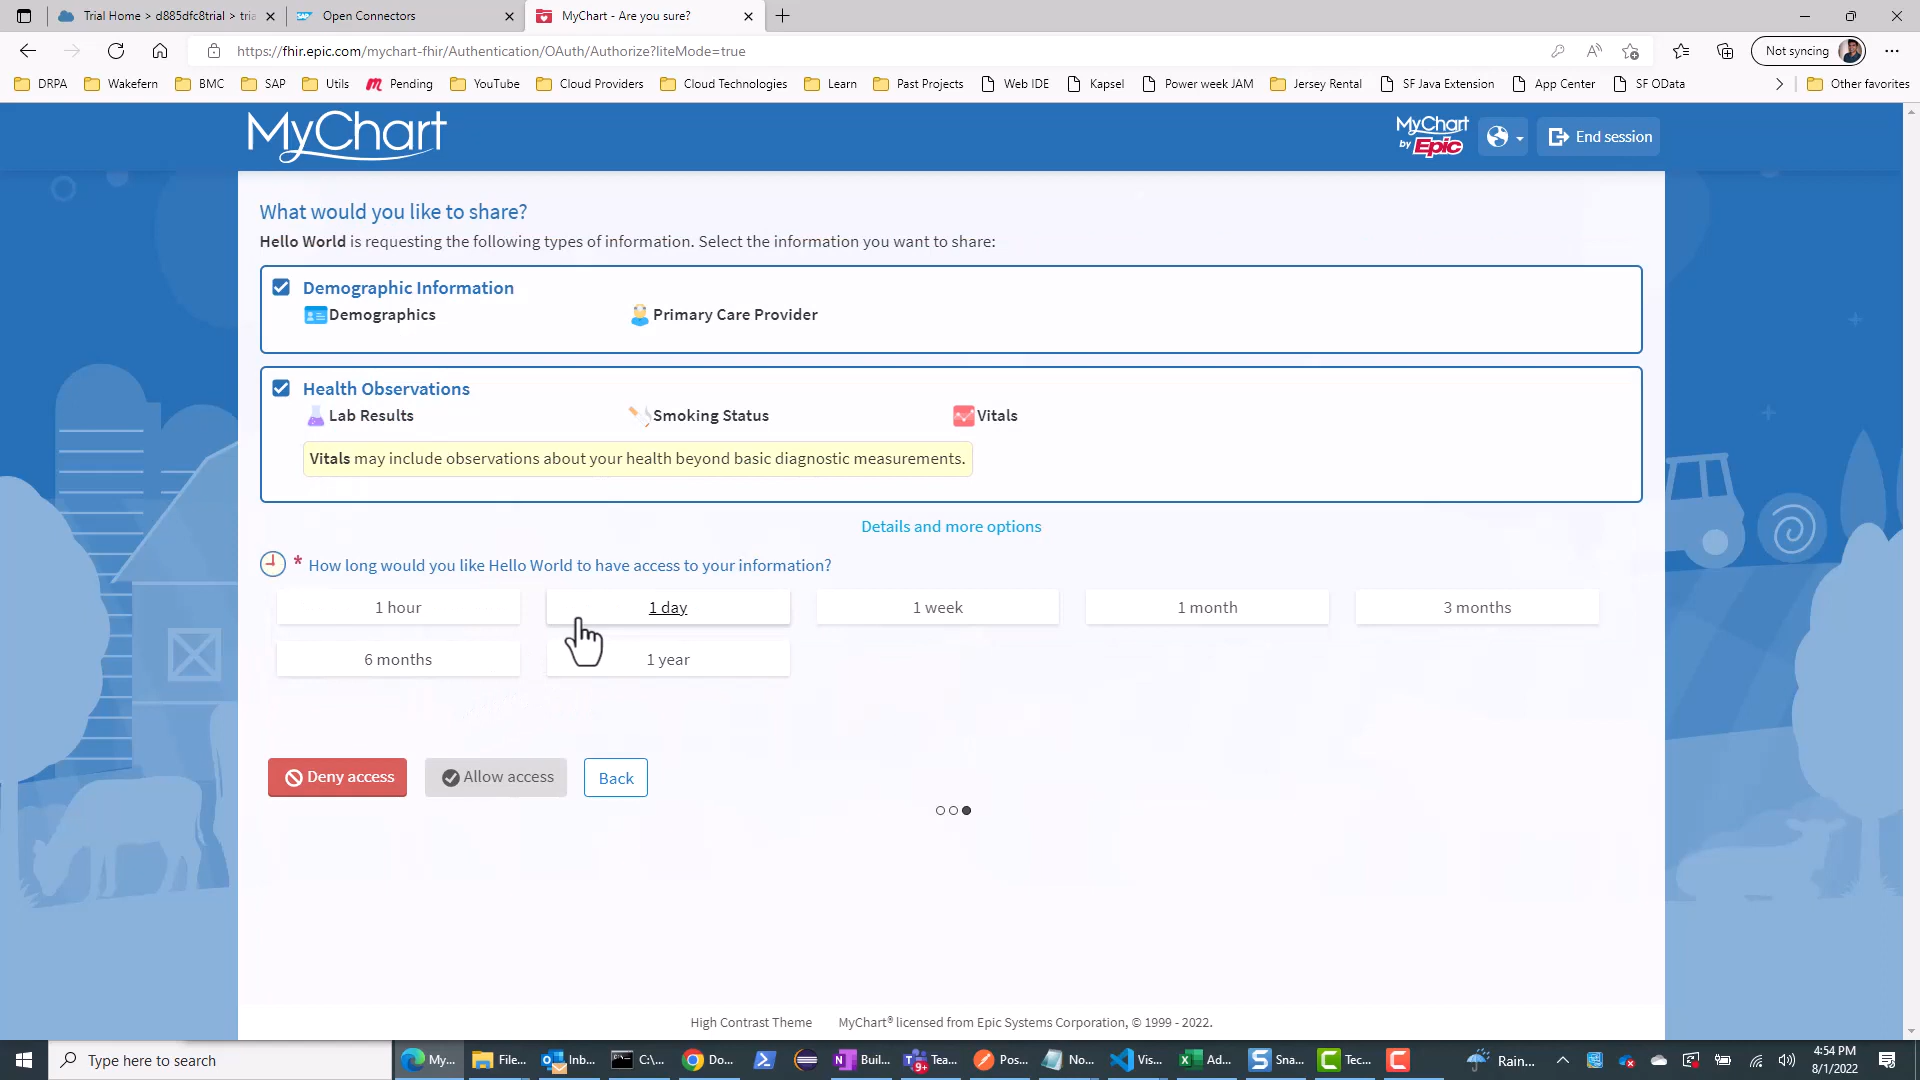 Trial Home > d885dfc8trial > tria
Open Connectors
MyChart - Are you sure?
https://fhir.epic.com/mychart-fhir/Authentication/OAuth/Authorize?liteMode=true
Not syncing
DRPA
Wakefern
BMC
SAP
Utils
Pending
YouTube
Cloud Providers
Cloud Technologies
Learn
Past Projects
Web IDE
Kapsel
Power week JAM
Jersey Rental
SF Java Extension
App Center
SF OData
Other favorites
MyChart
MyChart
by Epic
End session
What would you like to share?
Hello World is requesting the following types of information. Select the information you want to share:
Demographic Information
Demographics
Primary Care Provider
Health Observations
Lab Results
Smoking Status
Vitals
Vitals may include observations about your health beyond basic diagnostic measurements.
Details and more options
* How long would you like Hello World to have access to your information?
1 hour
1 day
1 week
1 month
3 months
6 months
1 year
Deny access
Allow access
Back
High Contrast Theme
MyChart® licensed from Epic Systems Corporation, © 1999 - 2022.
Type here to search
My...
File...
Inb...
C:\...
Do...
Buil...
Tea...
9+
Pos...
No...
Vis...
Ad...
Sna...
Tec...
Rain...
4:54 PM
8/1/2022